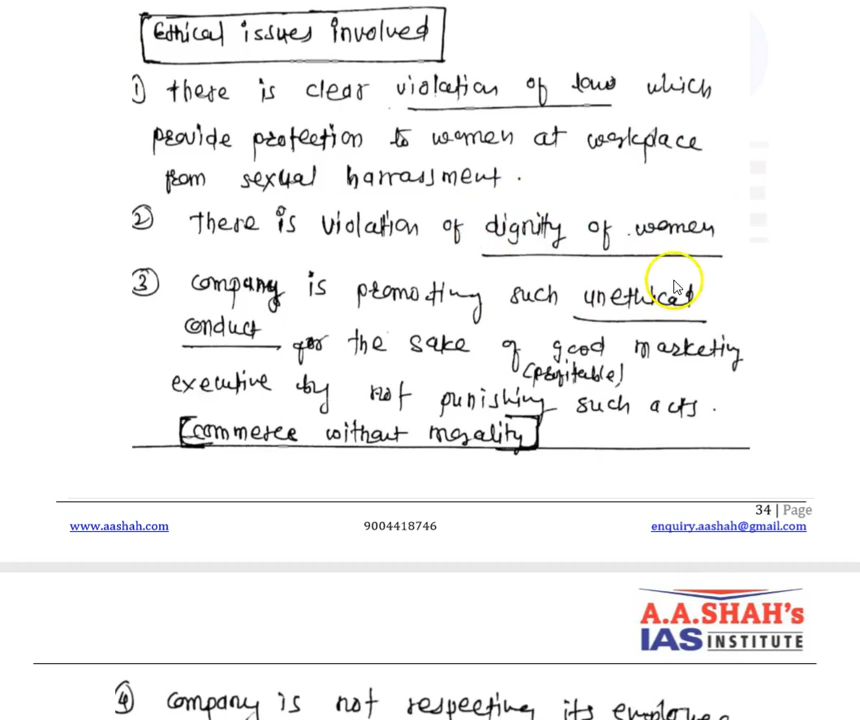 Ethical issues involved
1) there is clear violation of law which
provide protection to women at workplace
from sexual harrassment.
2) there is violation of dignity of women
3) company is promoting such unethical
conduct for the sake of good marketing
(profitable)
executive by not punishing such acts.
[commerce without morality]
34 | Page
www.aashah.com 9004418746 enquiry.aashah@gmail.com
A.A.SHAH's
IAS INSTITUTE
4) company is not respecting its employee